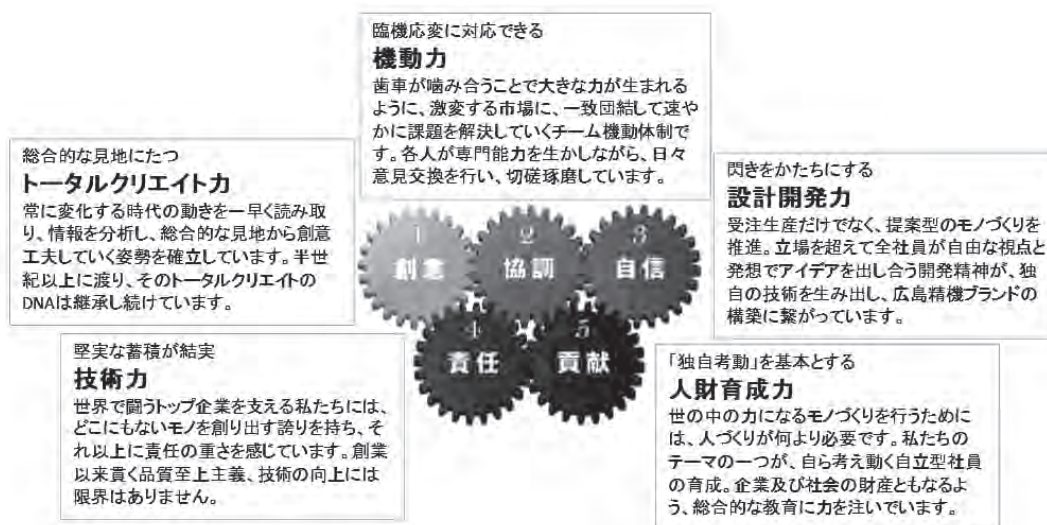 臨機応変に対応できる
機動力
歯車が噛み合うことで大きな力が生まれる
ように、激変する市場に、一致団結して速や
かに課題を解決していくチーム機動体制で
す。各人が専門能力を生かしながら、日々
意見交換を行い、切磋琢磨しています。
総合的な見地にたつ
トータルクリエイト力
常に変化する時代の動きを一早く読み取
り、情報を分析し、総合的な見地から創意
工夫していく姿勢を確立しています。半世
紀以上に渡り、そのトータルクリエイトの
DNAは継承し続けています。
閃きをかたちにする
設計開発力
受注生産だけでなく、提案型のモノづくりを
推進。立場を超えて全社員が自由な視点と
発想でアイデアを出し合う開発精神が、独
自の技術を生み出し、広島精機ブランドの
構築に繋がっています。
1
創意
2
協調
3
自信
4
責任
5
貢献
堅実な蓄積が結実
技術力
世界で闘うトップ企業を支える私たちには、
どこにもないモノを創り出す誇りを持ち、そ
れ以上に責任の重さを感じています。創業
以来貫く品質至上主義、技術の向上には
限界はありません。
「独自考動」を基本とする
人財育成力
世の中の力になるモノづくりを行うために
は、人づくりが何より必要です。私たちの
テーマの一つが、自ら考え動く自立型社員
の育成。企業及び社会の財産ともなるよ
う、総合的な教育に力を注いでいます。